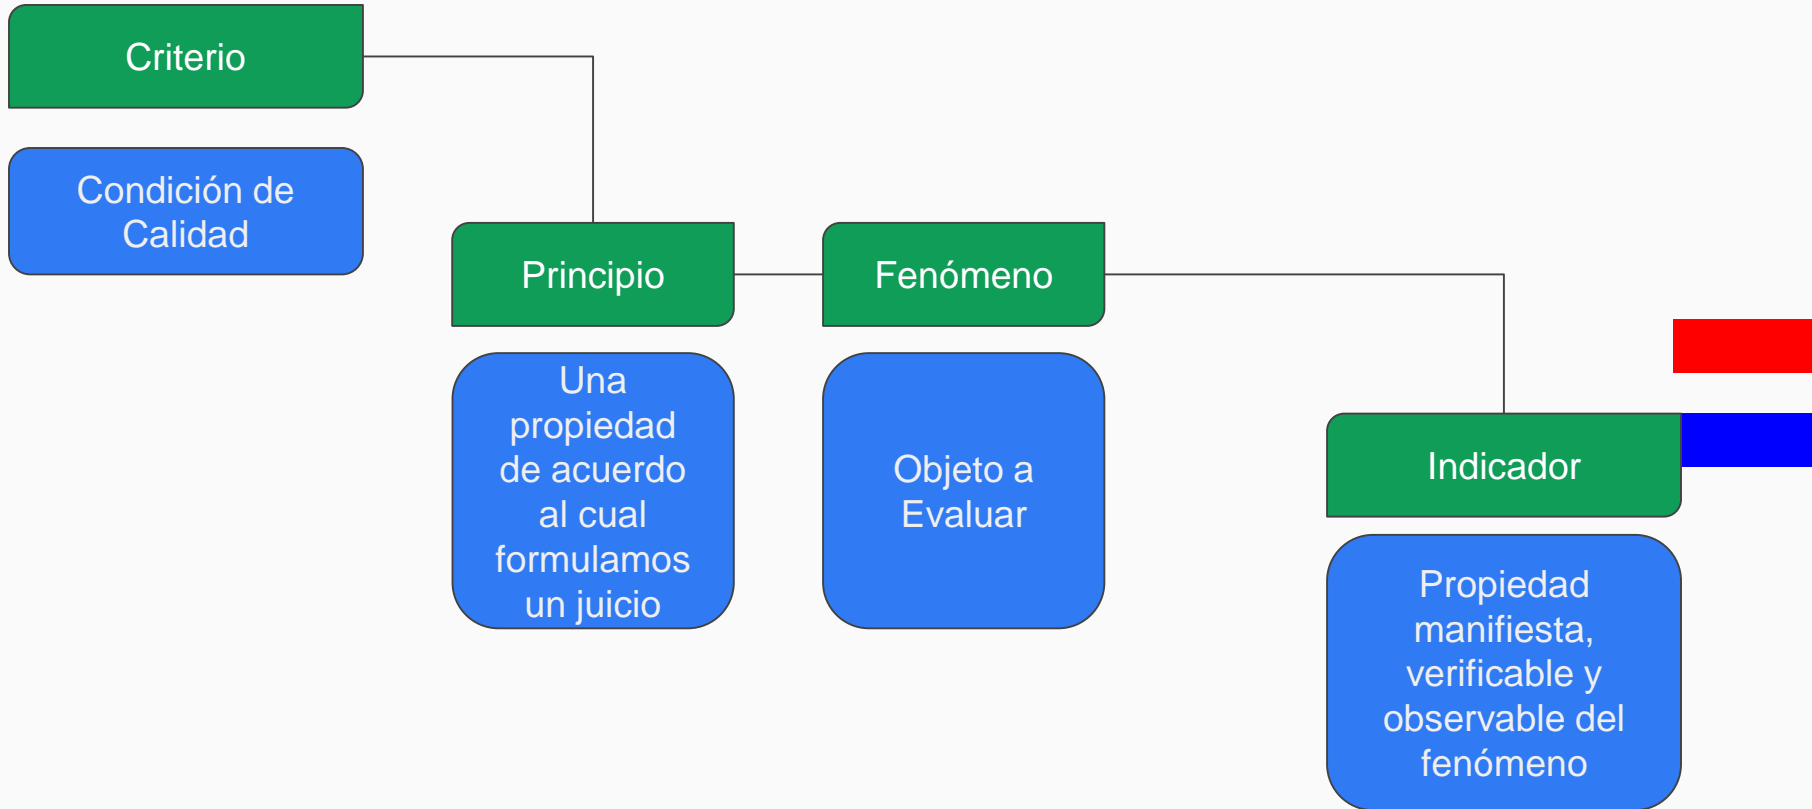 Criterio
Condición de
Calidad
Principio
Una
propiedad
de acuerdo
al cual
formulamos
un juicio
Fenómeno
Objeto a
Evaluar
Indicador
Propiedad
manifiesta,
verificable y
observable del
fenómeno